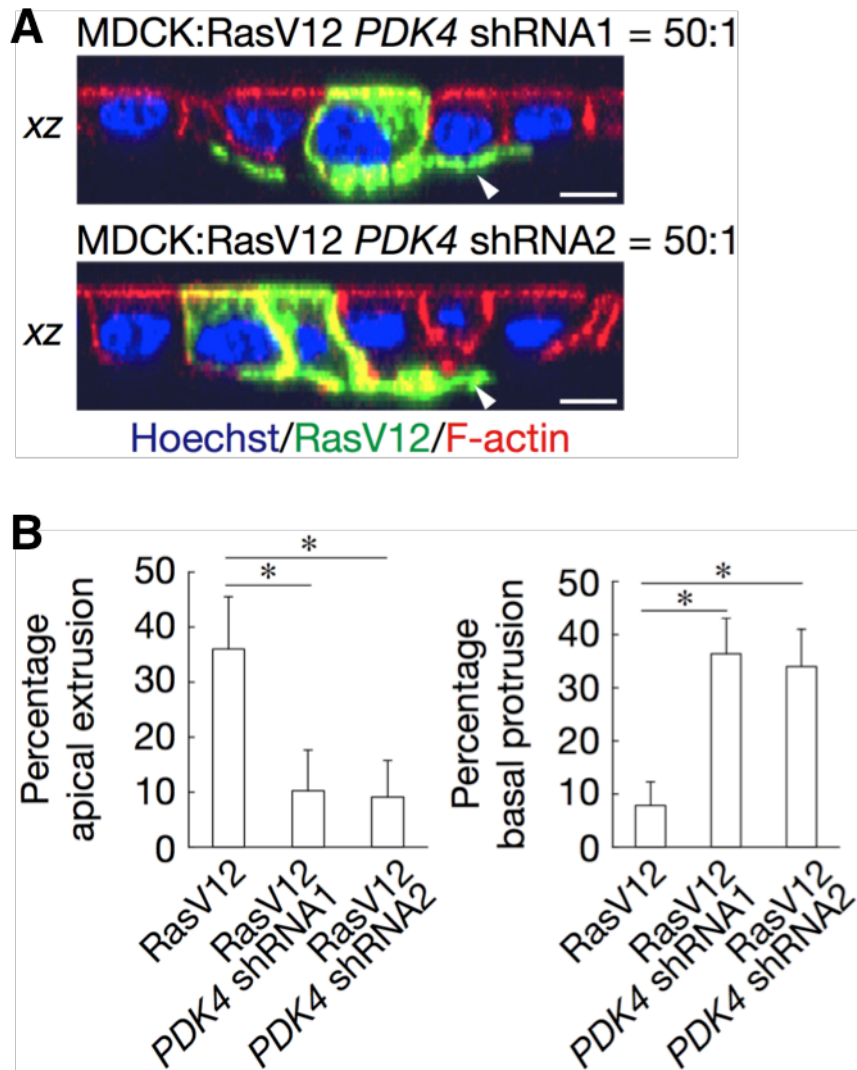 A
MDCK:RasV12 PDK4 shRNA1 = 50:1
xz
MDCK:RasV12 PDK4 shRNA2 = 50:1
xz
Hoechst/RasV12/F-actin
B
Percentage
apical extrusion
50
40
30
20
10
0
*
*
RasV12
RasV12
PDK4 shRNA1
RasV12
PDK4 shRNA2
Percentage
basal protrusion
50
40
30
20
10
0
*
*
RasV12
RasV12
PDK4 shRNA1
RasV12
PDK4 shRNA2